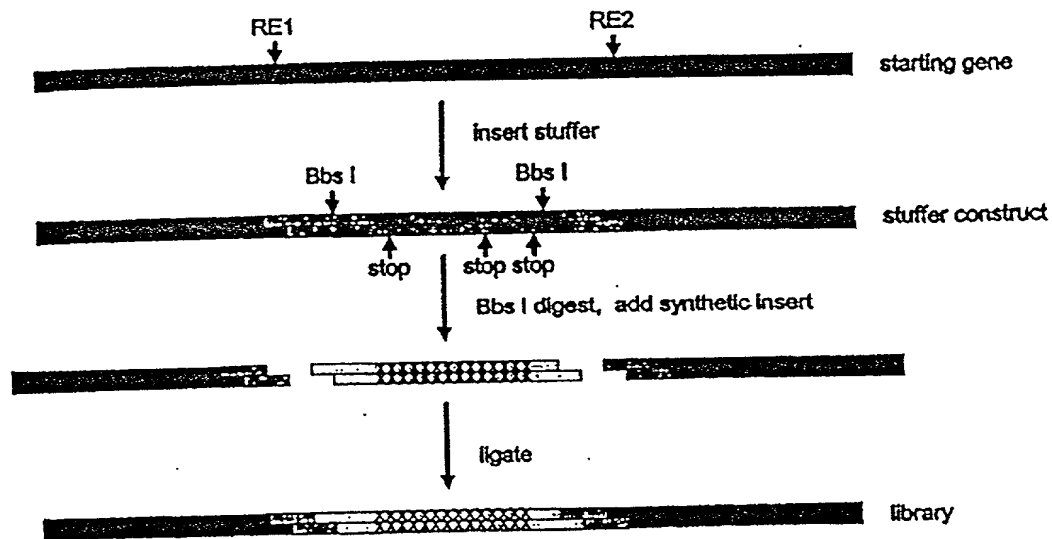 RE1
RE2
starting gene
insert stuffer
Bbs I
Bbs I
stuffer construct
stop
stop stop
Bbs I digest, add synthetic insert
ligate
library